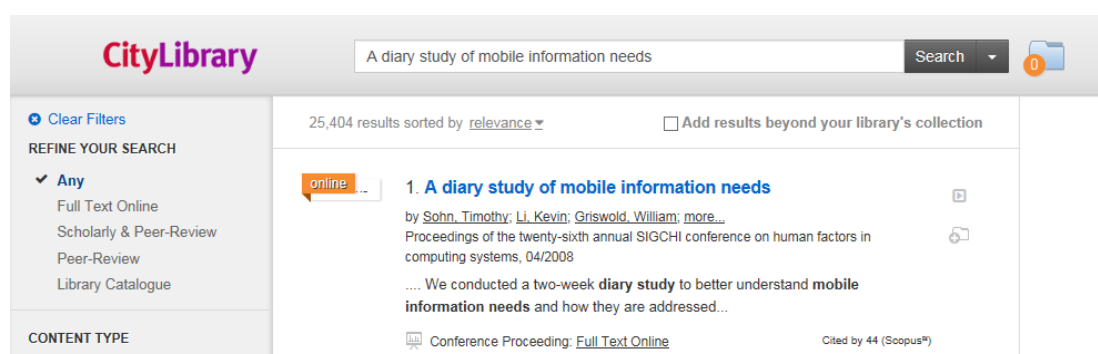 CityLibrary
A diary study of mobile information needs
Search
0
Clear Filters
REFINE YOUR SEARCH
Any
Full Text Online
Scholarly & Peer-Review
Peer-Review
Library Catalogue
CONTENT TYPE
25,404 results sorted by relevance
Add results beyond your library's collection
online
1. A diary study of mobile information needs
by Sohn, Timothy; Li, Kevin; Griswold, William; more...
Proceedings of the twenty-sixth annual SIGCHI conference on human factors in
computing systems, 04/2008
.... We conducted a two-week diary study to better understand mobile
information needs and how they are addressed...
Conference Proceeding: Full Text Online
Cited by 44 (Scopus℠)